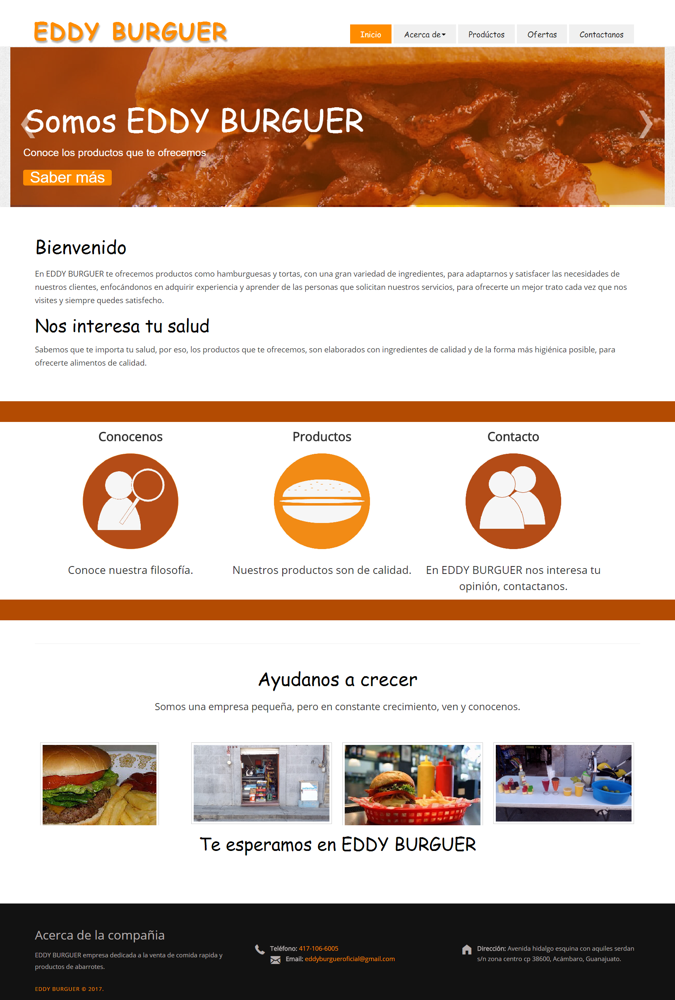 EDDY BURGUER
Inicio
Acerca de
Prodúctos
Ofertas
Contactanos
Somos EDDY BURGUER
Conoce los productos que te ofrecemos
Saber más
Bienvenido
En EDDY BURGUER te ofrecemos productos como hamburguesas y tortas, con una gran variedad de ingredientes, para adaptarnos y satisfacer las necesidades de
nuestros clientes, enfocándonos en adquirir experiencia y aprender de las personas que solicitan nuestros servicios, para ofrecerte un mejor trato cada vez que nos
visites y siempre quedes satisfecho.
Nos interesa tu salud
Sabemos que te importa tu salud, por eso, los productos que te ofrecemos, son elaborados con ingredientes de calidad y de la forma más higiénica posible, para
ofrecerte alimentos de calidad.
Conocenos
Productos
Contacto
Conoce nuestra filosofía.
Nuestros productos son de calidad.
En EDDY BURGUER nos interesa tu
opinión, contactanos.
Ayudanos a crecer
Somos una empresa pequeña, pero en constante crecimiento, ven y conocenos.
infinitum
Te esperamos en EDDY BURGUER
Acerca de la compañia
EDDY BURGUER empresa dedicada a la venta de comida rapida y
productos de abarrotes.
EDDY BURGUER © 2017.
Teléfono: 417-106-6005
Email: eddyburgueroficial@gmail.com
Dirección: Avenida hidalgo esquina con aquiles serdan
s/n zona centro cp 38600, Acámbaro, Guanajuato.